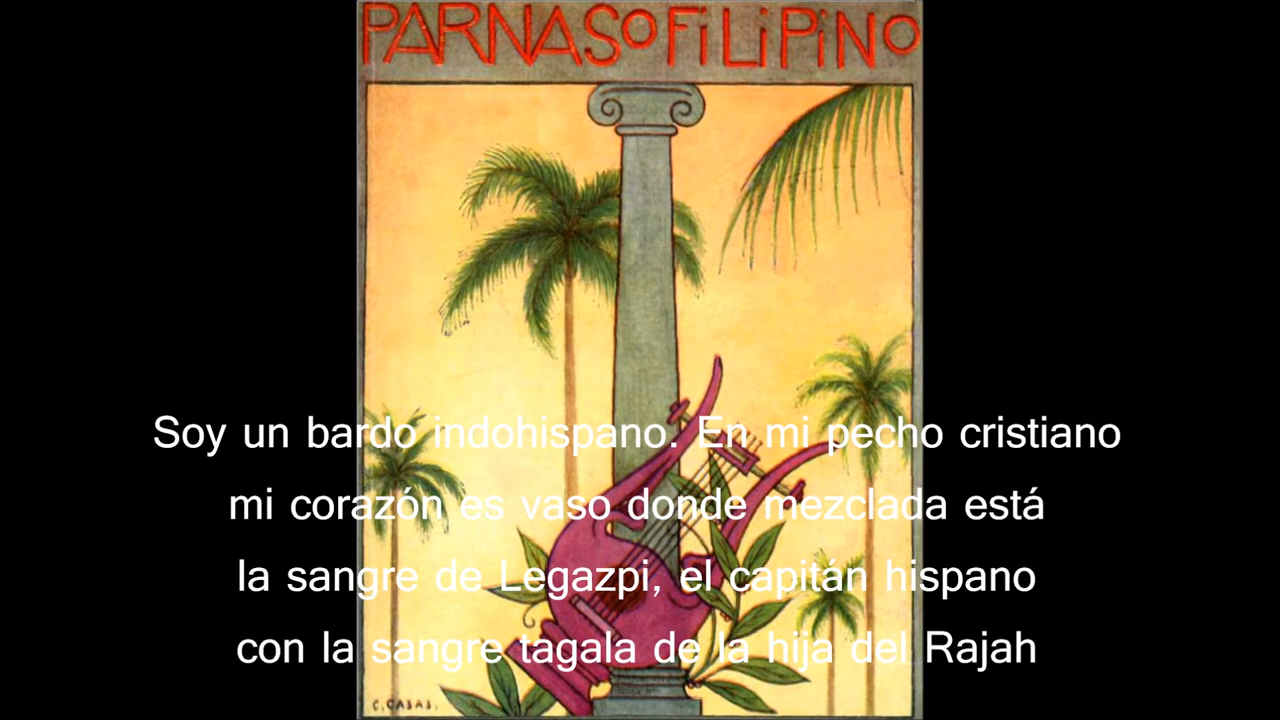 PARNASO FiLiPiNO
Soy un bardo indohispano. En mi pecho cristiano
mi corazón es vaso donde mezclada está
la sangre de Legazpi, el capitán hispano
con la sangre tagala de la hija del Rajah
C. CASAS.